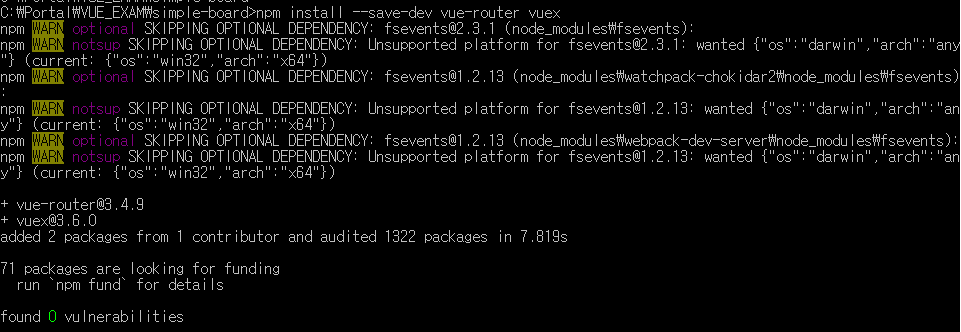 C:₩Portal₩VUE_EXAM₩simple-board>npm install --save-dev vue-router vuex
npm WARN optional SKIPPING OPTIONAL DEPENDENCY: fsevents@2.3.1 (node_modules₩fsevents):
npm WARN notsup SKIPPING OPTIONAL DEPENDENCY: Unsupported platform for fsevents@2.3.1: wanted {"os":"darwin","arch":"any
"} (current: {"os":"win32","arch":"x64"})
npm WARN optional SKIPPING OPTIONAL DEPENDENCY: fsevents@1.2.13 (node_modules₩watchpack-chokidar2₩node_modules₩fsevents)
:
npm WARN notsup SKIPPING OPTIONAL DEPENDENCY: Unsupported platform for fsevents@1.2.13: wanted {"os":"darwin","arch":"an
y"} (current: {"os":"win32","arch":"x64"})
npm WARN optional SKIPPING OPTIONAL DEPENDENCY: fsevents@1.2.13 (node_modules₩webpack-dev-server₩node_modules₩fsevents):
npm WARN notsup SKIPPING OPTIONAL DEPENDENCY: Unsupported platform for fsevents@1.2.13: wanted {"os":"darwin","arch":"an
y"} (current: {"os":"win32","arch":"x64"})
+ vue-router@3.4.9
+ vuex@3.6.0
added 2 packages from 1 contributor and audited 1322 packages in 7.819s
71 packages are looking for funding
run `npm fund` for details
found 0 vulnerabilities